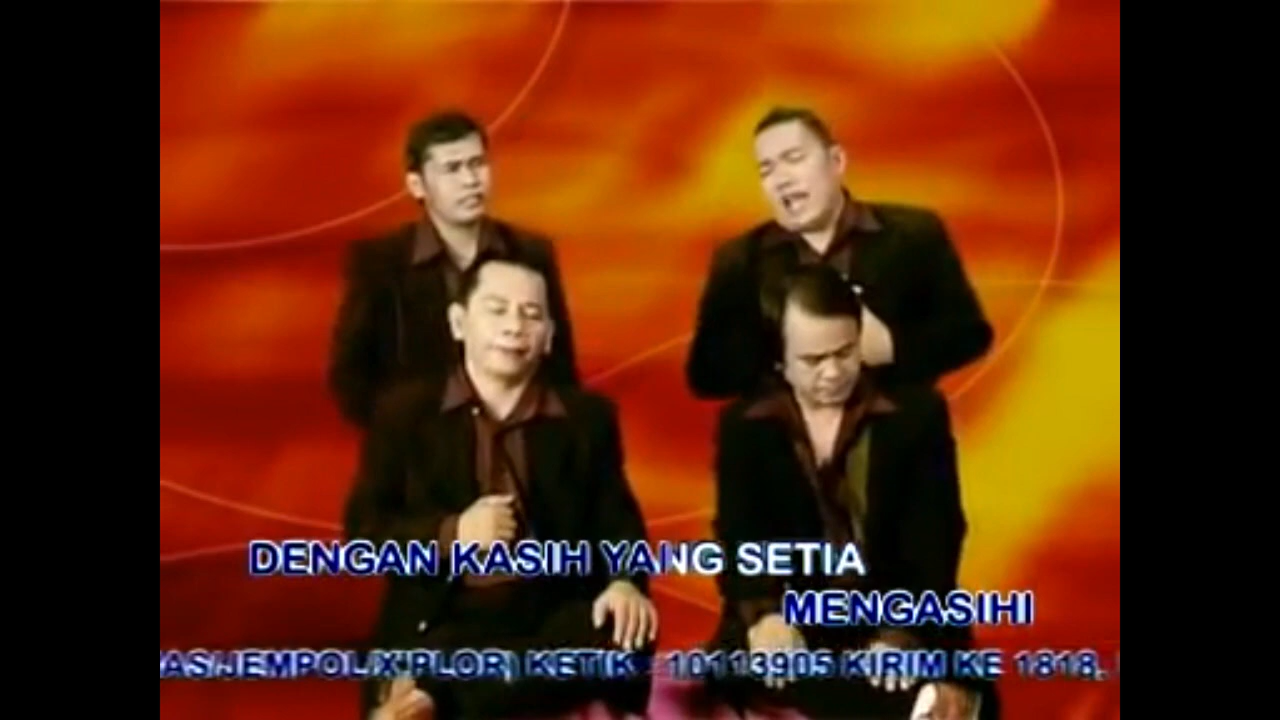 DENGAN KASIH YANG SETIA
MENGASIHI
KETIK 10113905 KIRIM KE 1818.